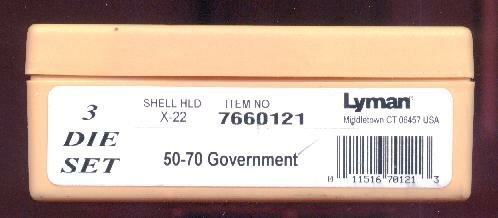 3
DIE
SET
SHELL HLD
X-22
ITEM NO
7660121
Lyman®
Middletown CT 06457 USA
50-70 Government
0 11516 70121 3